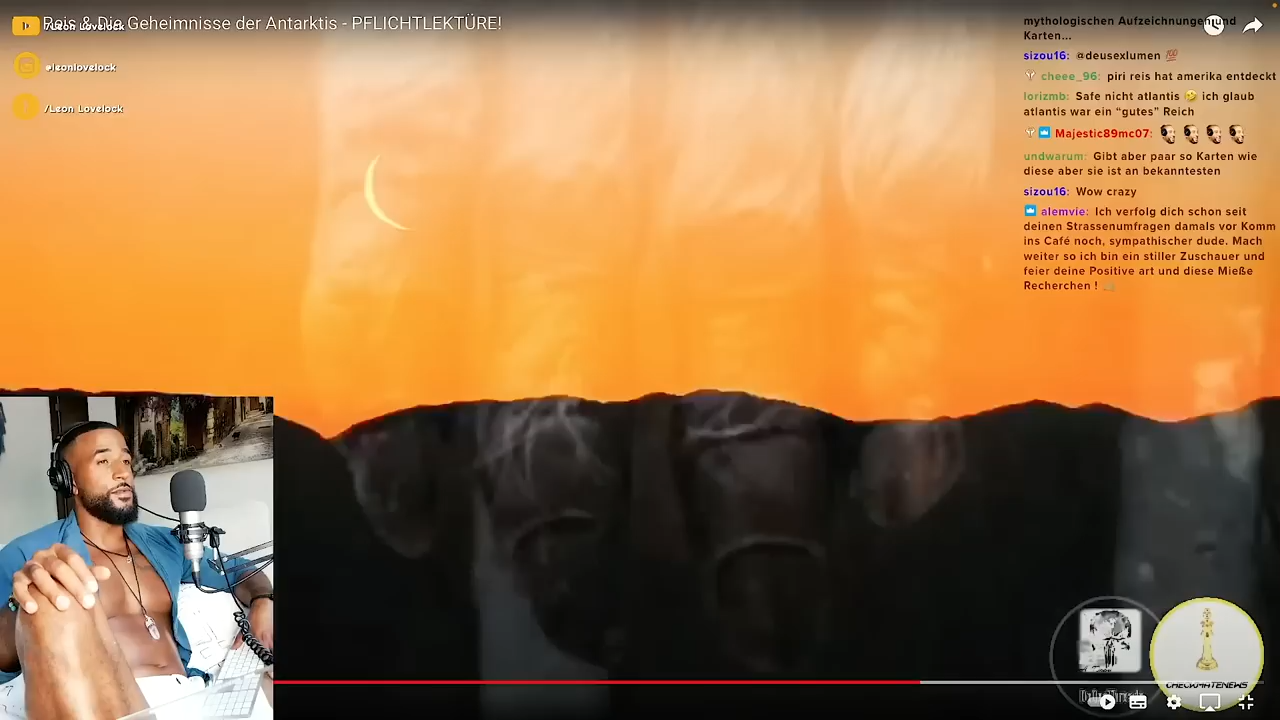 Reis & Die Geheimnisse der Antarktis - PFLICHTLEKTÜRE!
/Leon Lovelock
@leonlovelock
/Leon Lovelock
mythologischen Aufzeichnungen und
Karten...
sizou16: @deusexlumen 💯
cheee_96: piri reis hat amerika entdeckt
lorizmb: Safe nicht atlantis 🤣 ich glaub
atlantis war ein “gutes” Reich
Majestic89mc07:
undwarum: Gibt aber paar so Karten wie
diese aber sie ist an bekanntesten
sizou16: Wow crazy
alemvie: Ich verfolg dich schon seit
deinen Strassenumfragen damals vor Komm
ins Café noch, sympathischer dude. Mach
weiter so ich bin ein stiller Zuschauer und
feier deine Positive art und diese Mieße
Recherchen !
CHECKMATENEWS